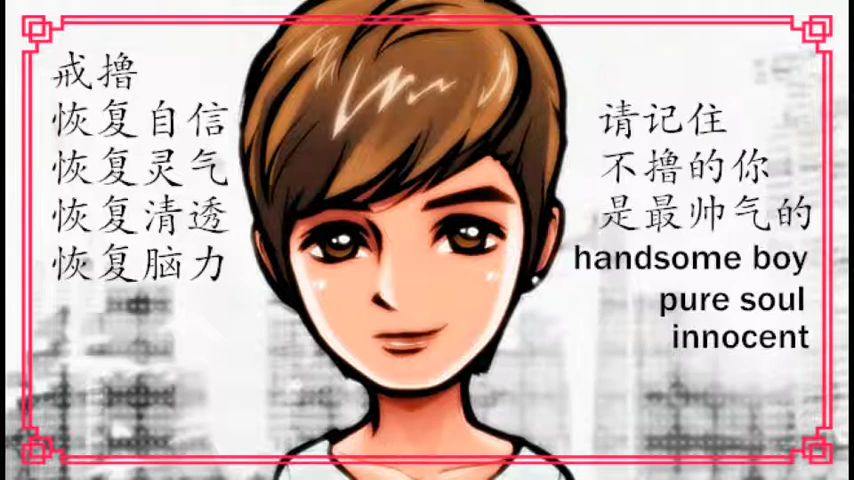 戒撸
恢复自信
恢复灵气
恢复清透
恢复脑力
请记住
不撸的你
是最帅气的
handsome boy
pure soul
innocent